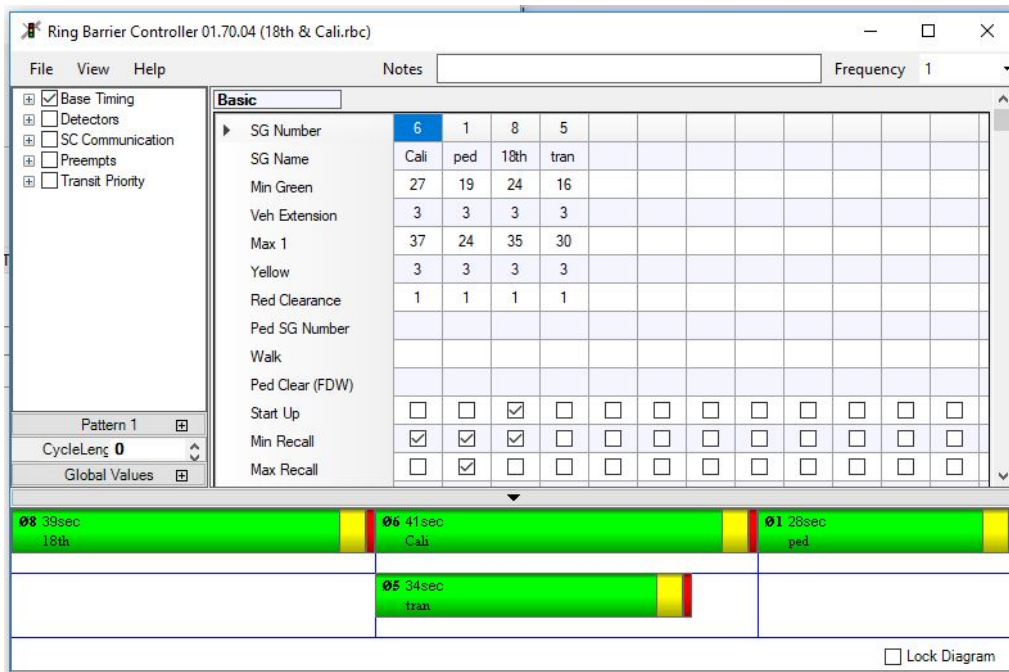 Ring Barrier Controller 01.70.04 (18th & Cali.rbc)
File View Help Notes Frequency 1
Base Timing
Detectors
SC Communication
Preempts
Transit Priority
Pattern 1
CycleLeng 0
Global Values
Basic
SG Number 6 1 8 5
SG Name Cali ped 18th tran
Min Green 27 19 24 16
Veh Extension 3 3 3 3
Max 1 37 24 35 30
Yellow 3 3 3 3
Red Clearance 1 1 1 1
Ped SG Number
Walk
Ped Clear (FDW)
Start Up
Min Recall
Max Recall
Ø8 39sec
18th
Ø6 41sec
Cali
Ø1 28sec
ped
Ø5 34sec
tran
Lock Diagram